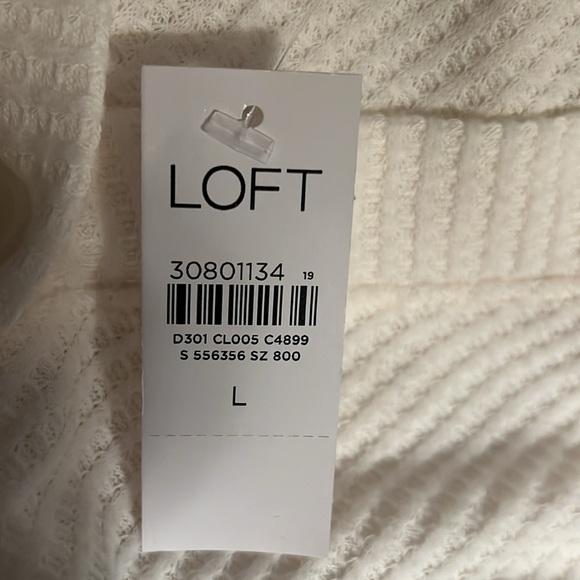 LOFT
30801134 19
D301 CL005 C4899
S 556356 SZ 800
L